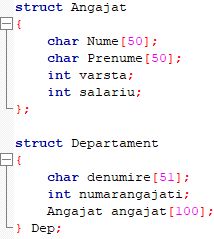 struct Angajat
{
char Nume[50];
char Prenume[50];
int varsta;
int salariu;
};
struct Departament
{
char denumire[51];
int numarangajati;
Angajat angajat[100];
} Dep;